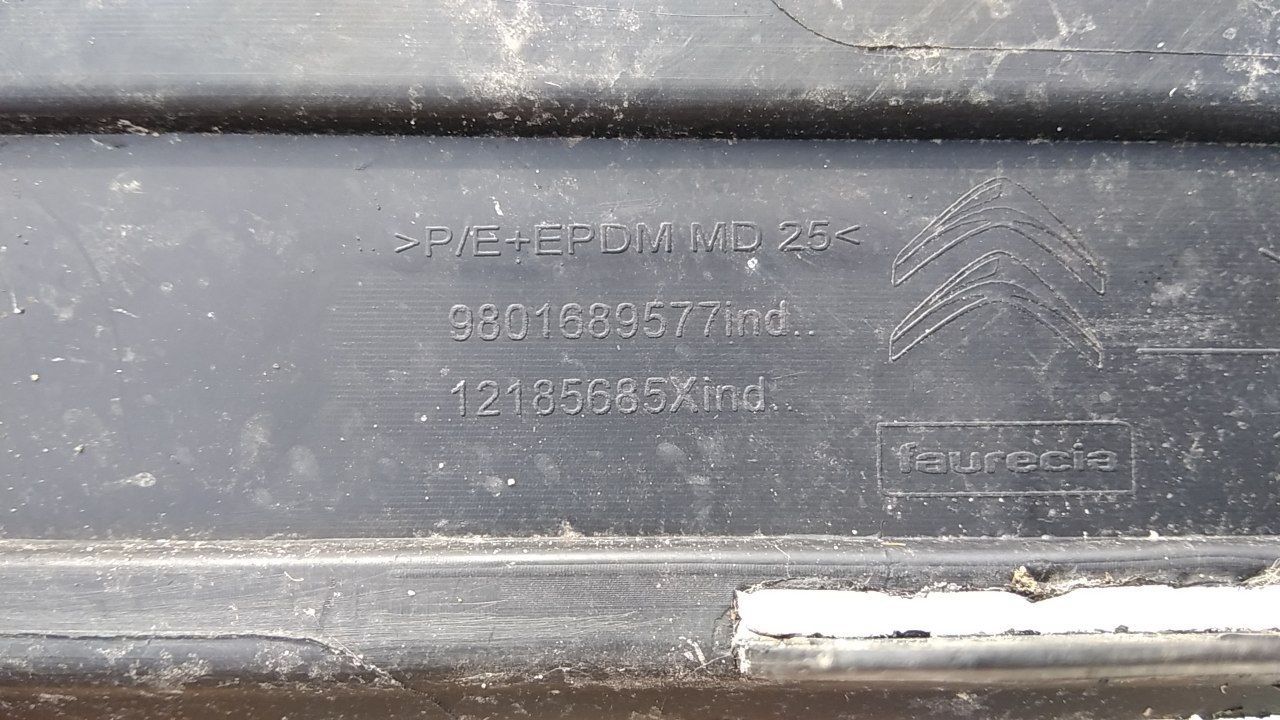 >P/E+EPDM MD 25<
9801689577ind..
12185685Xind..
faurecia